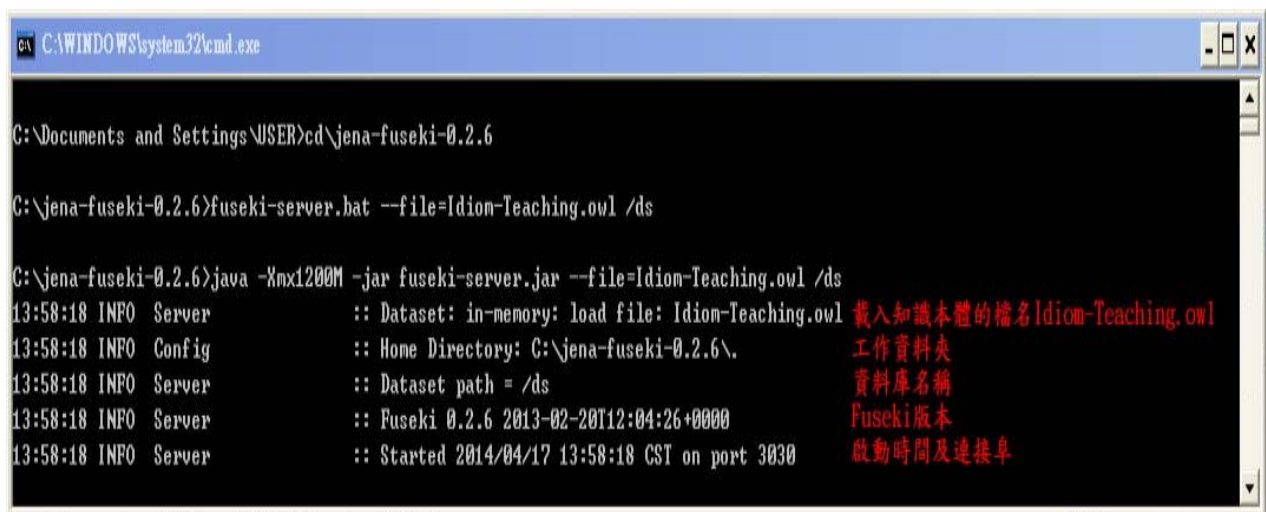 C:\WINDOWS\system32\cmd.exe
C:\Documents and Settings\USER>cd\jena-fuseki-0.2.6
C:\jena-fuseki-0.2.6>fuseki-server.bat --file=Idiom-Teaching.owl /ds
C:\jena-fuseki-0.2.6>java -Xmx1200M -jar fuseki-server.jar --file=Idiom-Teaching.owl /ds
13:58:18 INFO Server :: Dataset: in-memory: load file: Idiom-Teaching.owl 載入知識本體的檔名Idiom-Teaching.owl
13:58:18 INFO Config :: Home Directory: C:\jena-fuseki-0.2.6\. 工作資料夾
13:58:18 INFO Server :: Dataset path = /ds 資料庫名稱
13:58:18 INFO Server :: Fuseki 0.2.6 2013-02-20T12:04:26+0000 Fuseki版本
13:58:18 INFO Server :: Started 2014/04/17 13:58:18 CST on port 3030 啟動時間及連接阜